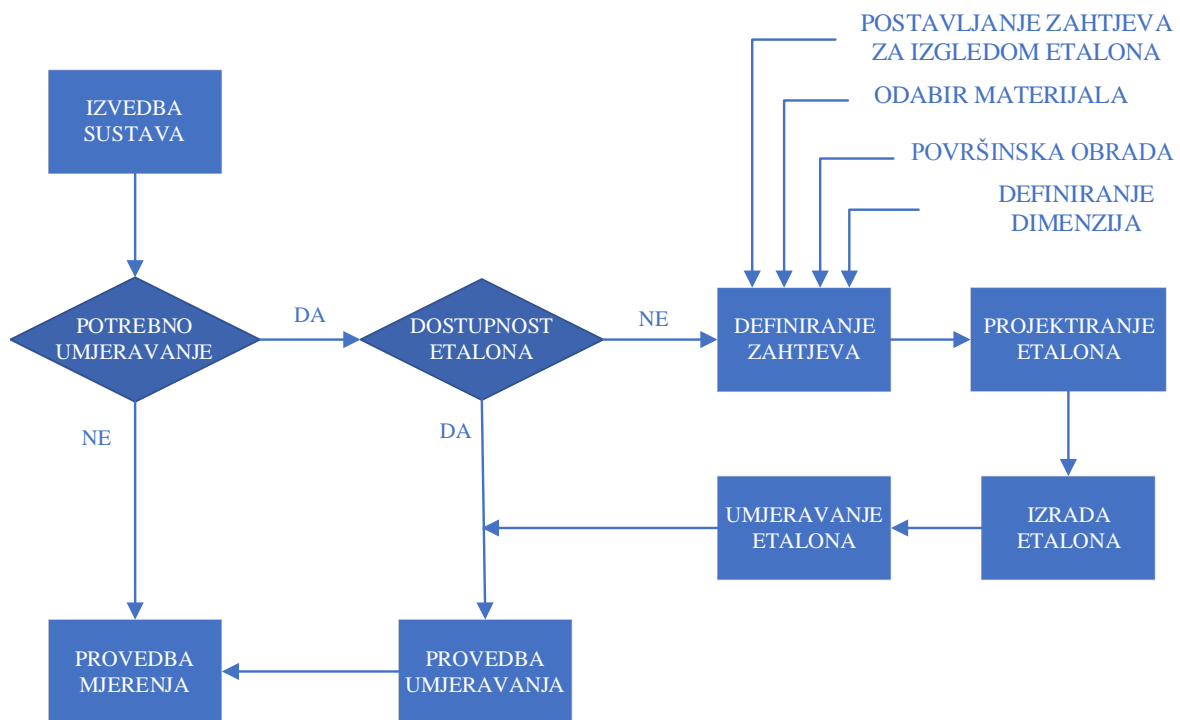 POSTAVLJANJE ZAHTJEVA
ZA IZGLEDOM ETALONA
IZVEDBA
SUSTAVA
ODABIR MATERIJALA
POVRŠINSKA OBRADA
DEFINIRANJE
DIMENZIJA
POTREBNO
UMJERAVANJE
DA
DOSTUPNOST
ETALONA
NE
DEFINIRANJE
ZAHTJEVA
PROJEKTIRANJE
ETALONA
NE
DA
UMJERAVANJE
ETALONA
IZRADA
ETALONA
PROVEDBA
MJERENJA
PROVEDBA
UMJERAVANJA